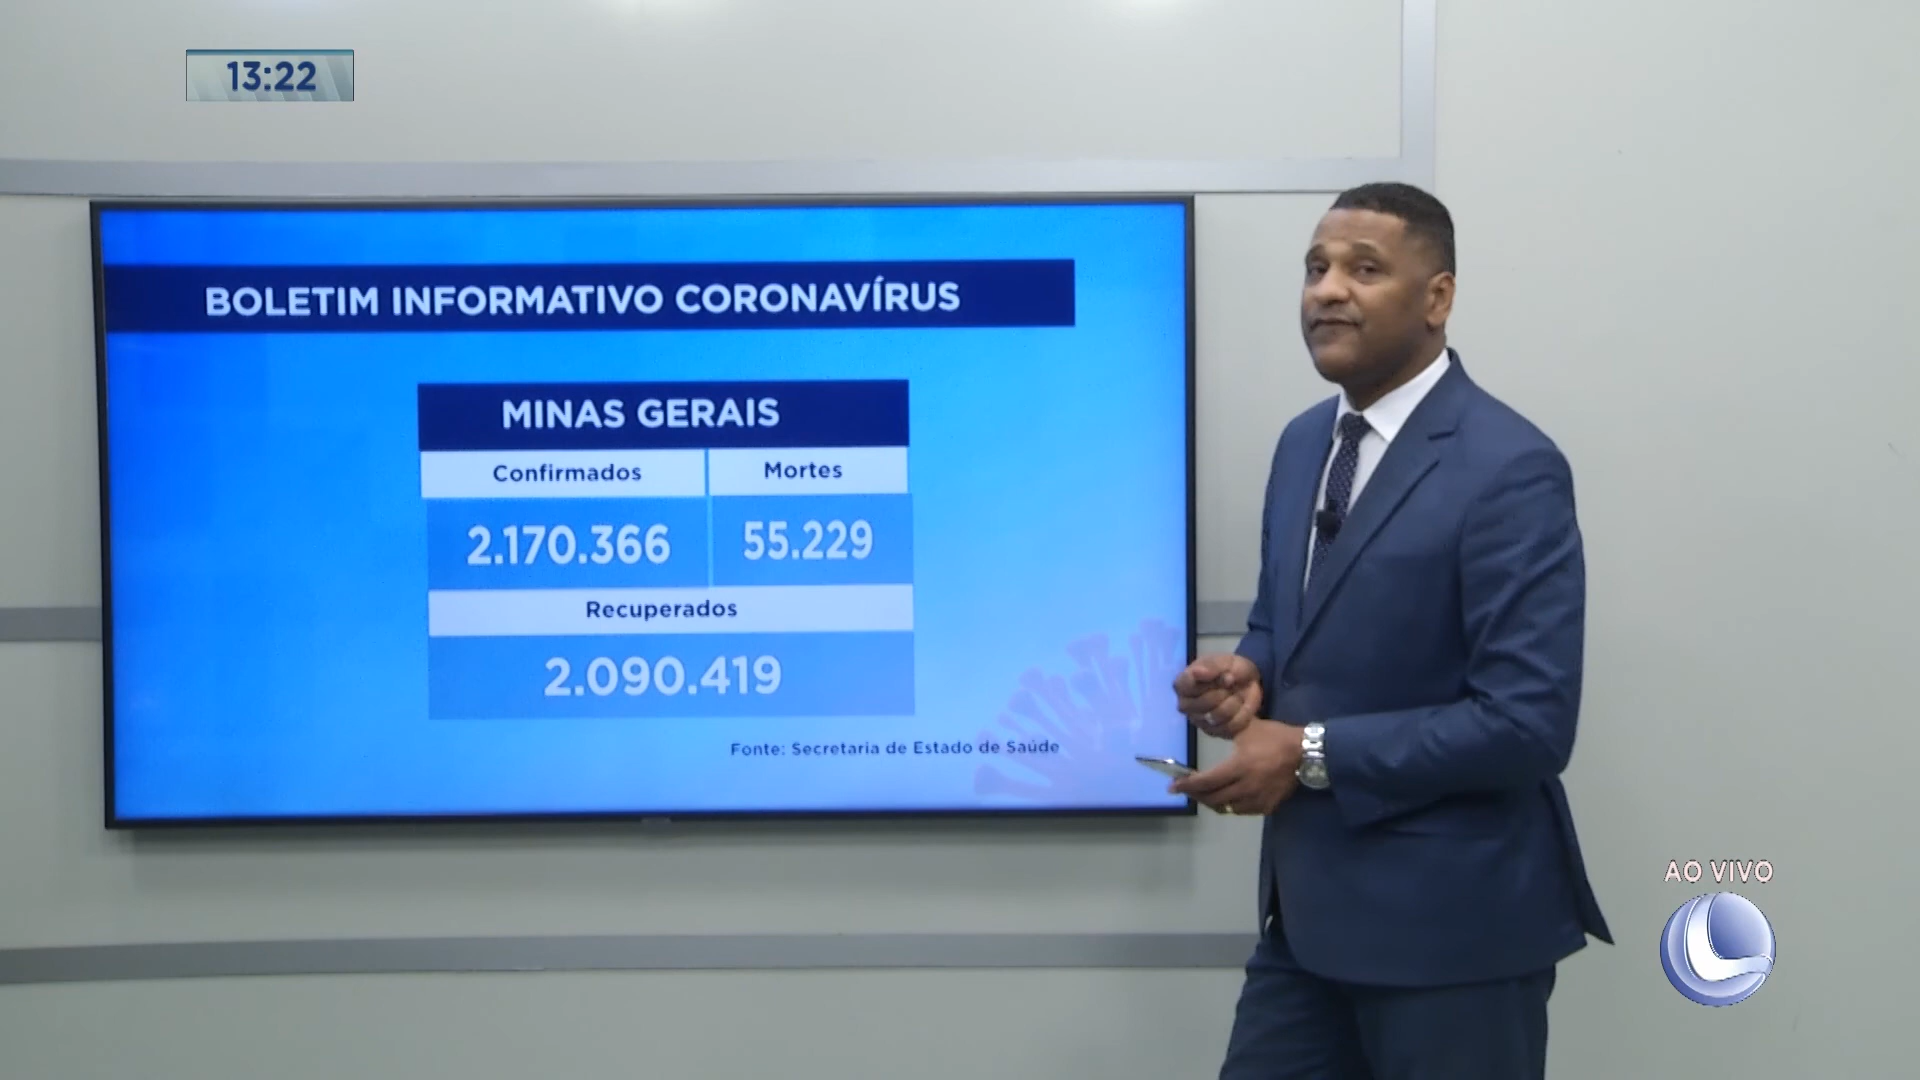 13:22
BOLETIM INFORMATIVO CORONAVÍRUS
MINAS GERAIS
Confirmados
Mortes
2.170.366
55.229
Recuperados
2.090.419
Fonte: Secretaria de Estado de Saúde
AO VIVO